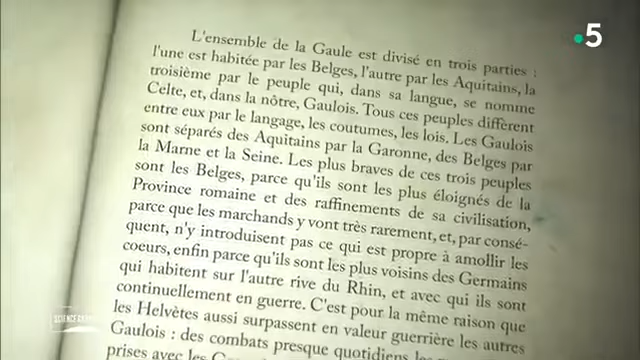 5
L'ensemble de la Gaule est divisé en trois parties :
l'une est habitée par les Belges, l'autre par les Aquitains, la
troisième par le peuple qui, dans sa langue, se nomme
Celte, et, dans la nôtre, Gaulois. Tous ces peuples diffèrent
entre eux par le langage, les coutumes, les lois. Les Gaulois
sont séparés des Aquitains par la Garonne, des Belges par
la Marne et la Seine. Les plus braves de ces trois peuples
sont les Belges, parce qu'ils sont les plus éloignés de la
Province romaine et des raffinements de sa civilisation,
parce que les marchands y vont très rarement, et, par consé-
quent, n'y introduisent pas ce qui est propre à amollir les
coeurs, enfin parce qu'ils sont les plus voisins des Germains
qui habitent sur l'autre rive du Rhin, et avec qui ils sont
continuellement en guerre. C'est pour la même raison que
les Helvètes aussi surpassent en valeur guerrière les autres
Gaulois : des combats presque quotidiens les
prises avec les
SCIENCE